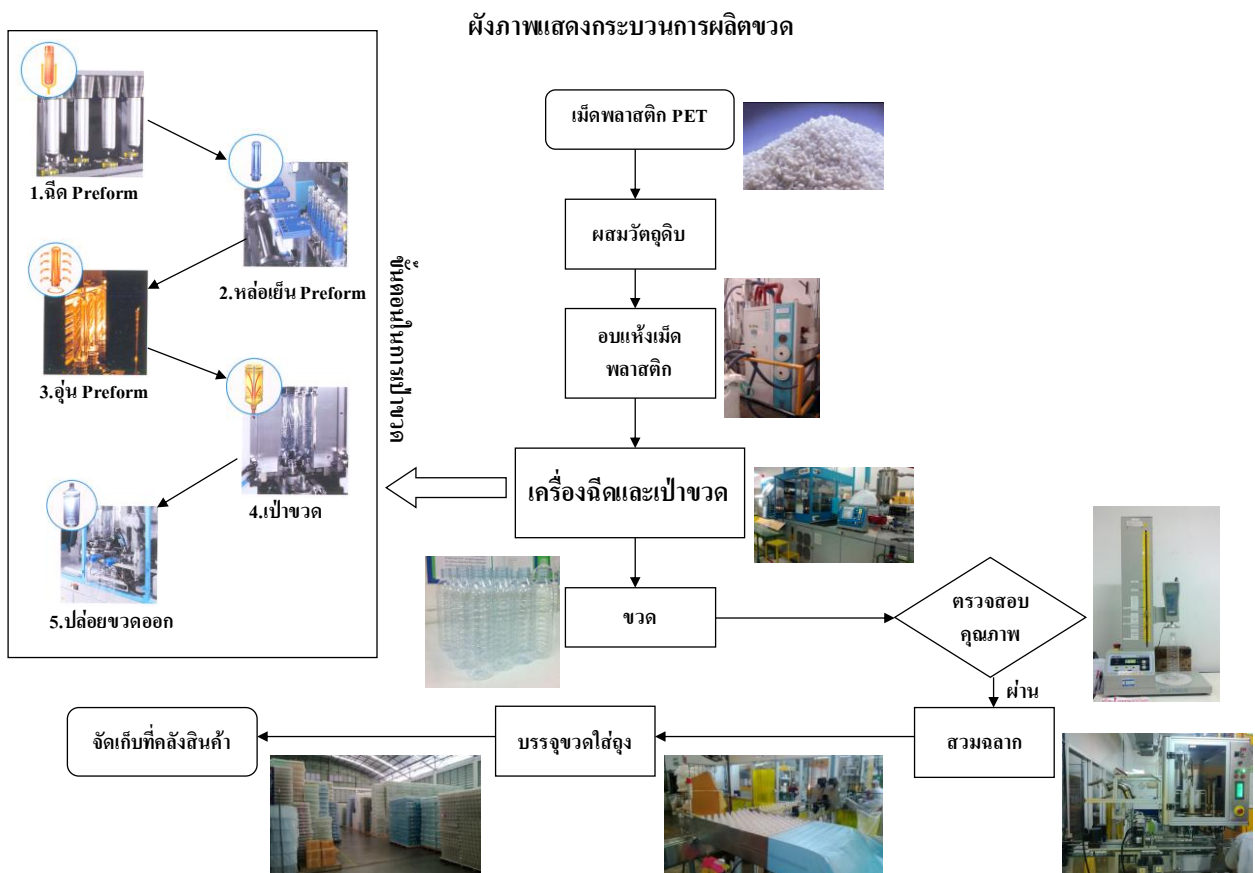 ผังภาพแสดงกระบวนการผลิตขวด
1.ฉีด Preform
2.หล่อเย็น Preform
3.อุ่น Preform
4.เป่าขวด
5.ปล่อยขวดออก
ขั้นตอนในการเป่าขวด
เม็ดพลาสติก PET
ผสมวัตถุดิบ
อบแห้งเม็ด
พลาสติก
เครื่องฉีดและเป่าขวด
ขวด
ตรวจสอบ
คุณภาพ
ผ่าน
สวมฉลาก
บรรจุขวดใส่ถุง
จัดเก็บที่คลังสินค้า